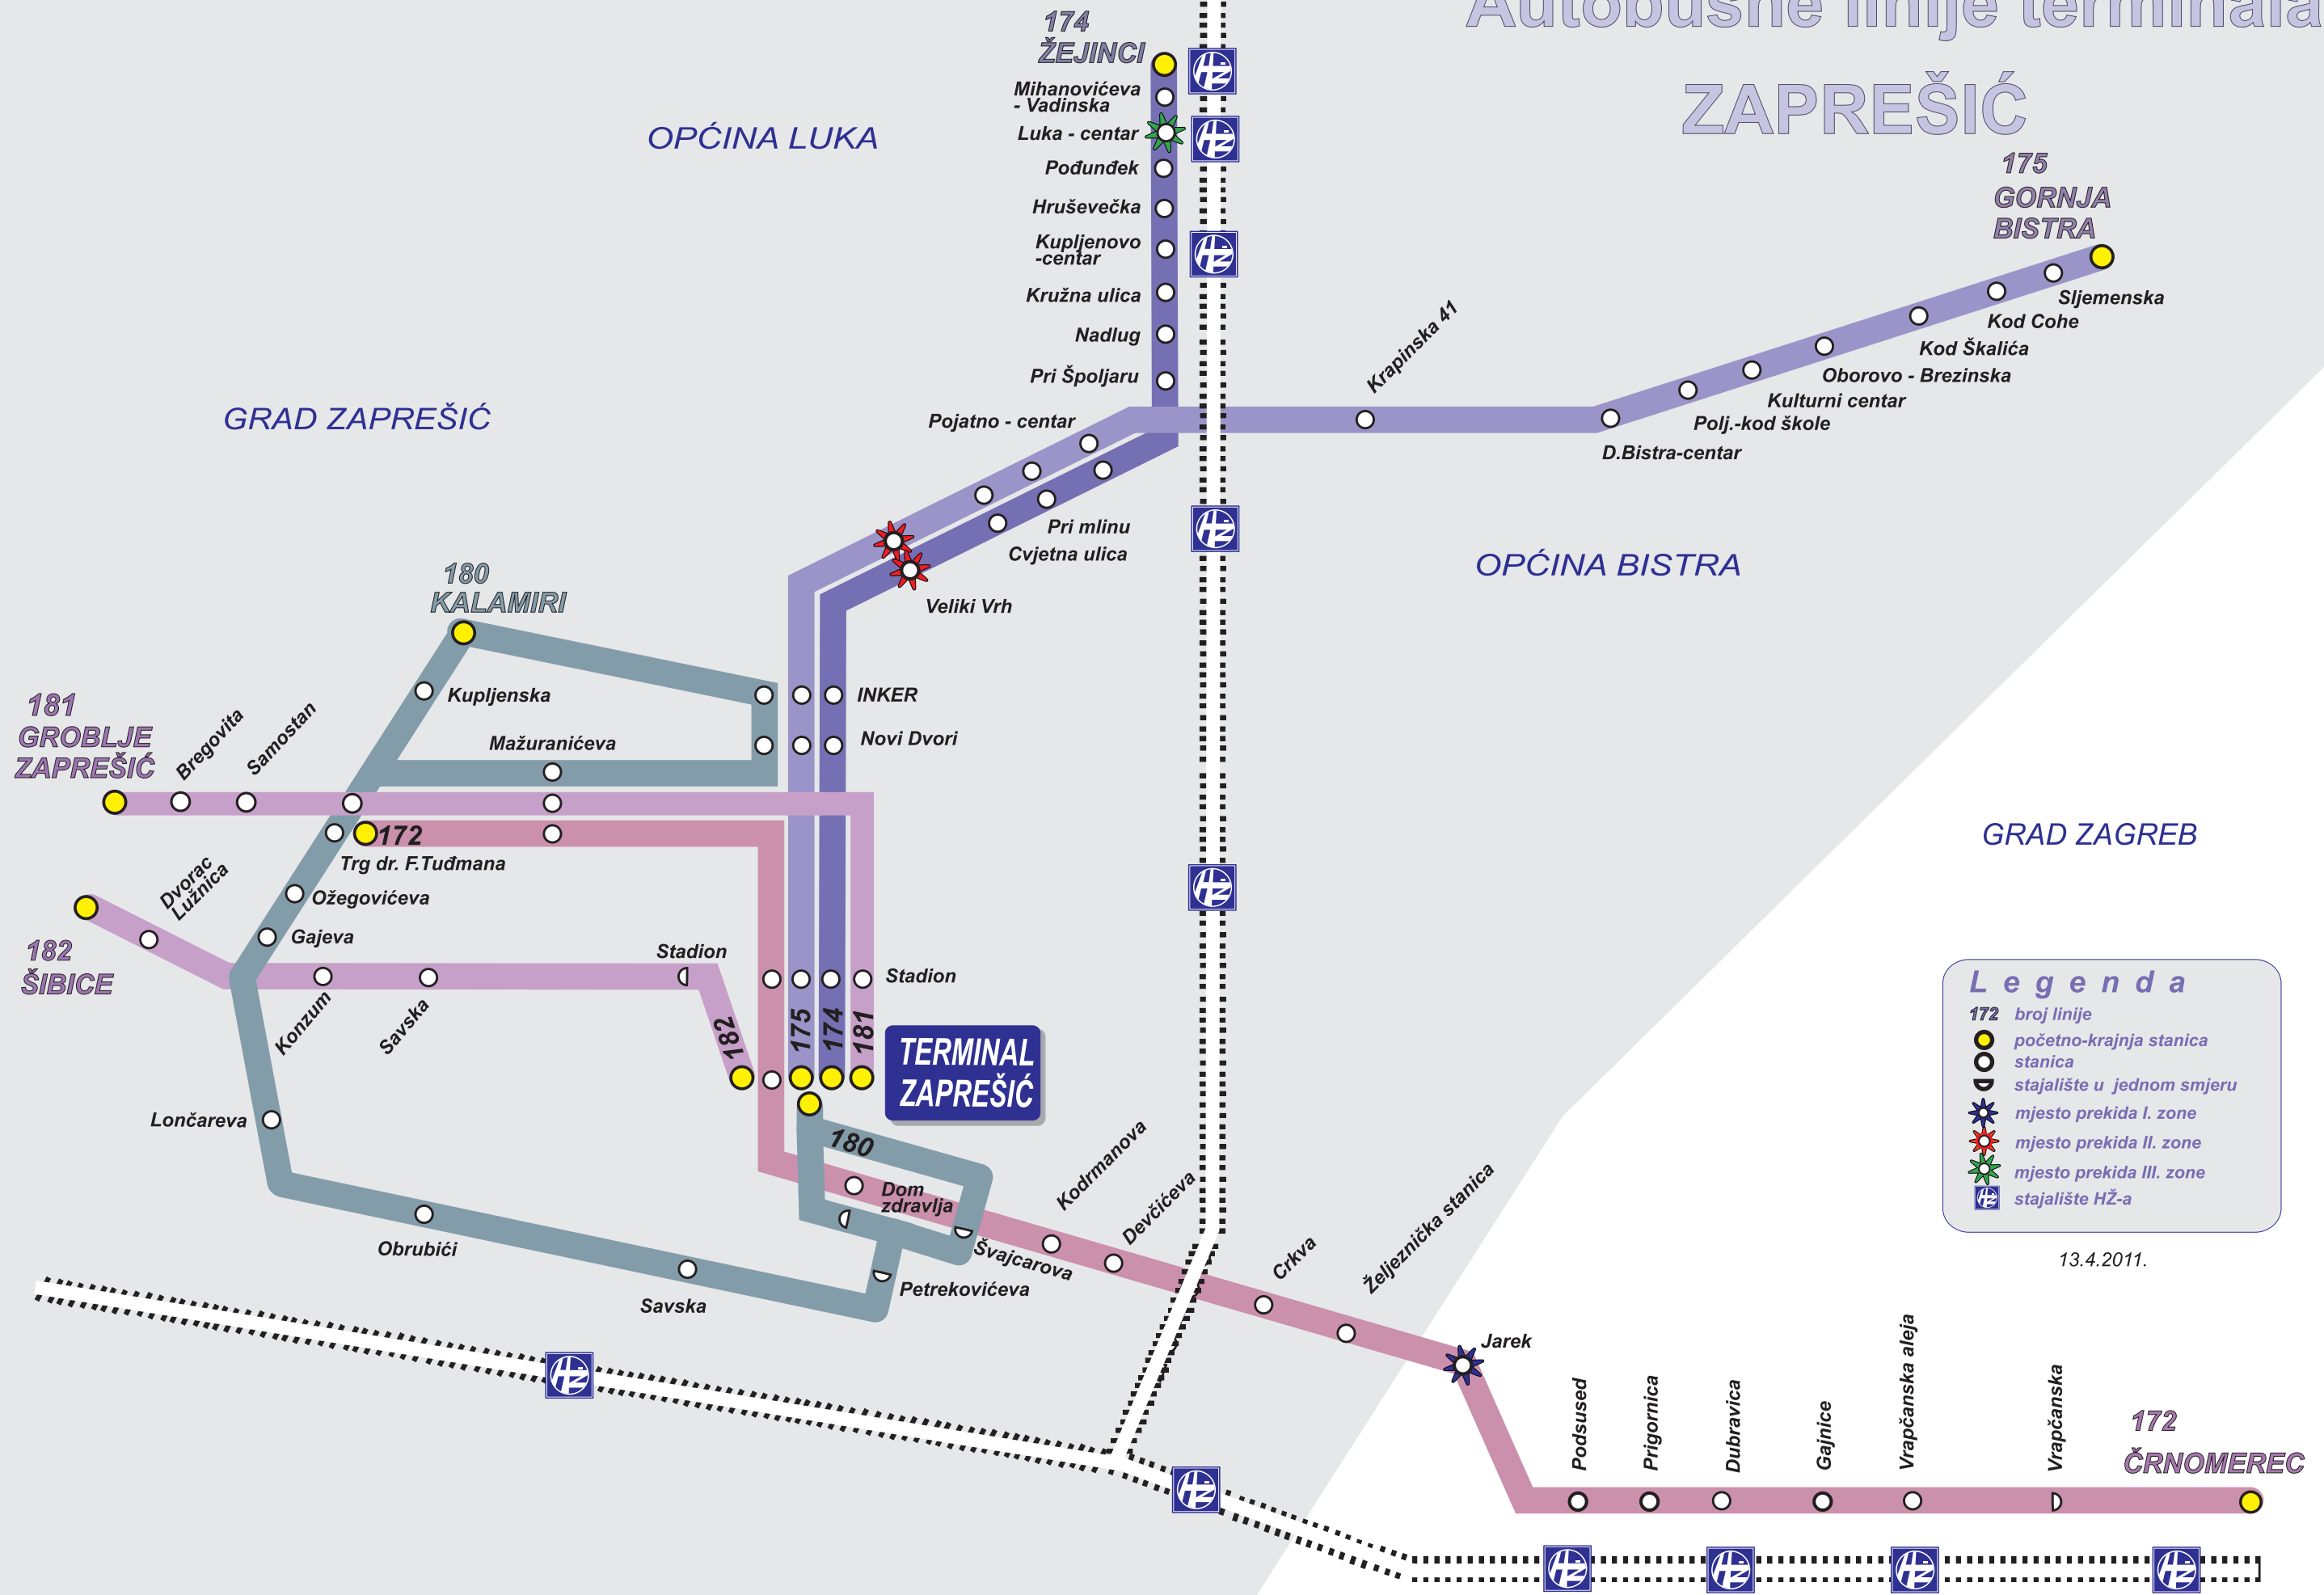 Autobusne linije terminala
ZAPREŠIĆ
174
ŽEJINCI
Mihanovićeva
- Vadinska
Luka - centar
Pođunđek
Hruševečka
Kupljenovo
-centar
Kružna ulica
Nadlug
Pri Špoljaru
Pojatno - centar
OPĆINA LUKA
GRAD ZAPREŠIĆ
175
GORNJA
BISTRA
Sljemenska
Kod Cohe
Kod Škalića
Oborovo - Brezinska
Kulturni centar
Polj.-kod škole
D.Bistra-centar
Krapinska 41
Pri mlinu
Cvjetna ulica
Veliki Vrh
OPĆINA BISTRA
180
KALAMIRI
Kupljenska
INKER
Novi Dvori
Mažuranićeva
181
GROBLJE
ZAPREŠIĆ
Bregovita
Samostan
172
Trg dr. F.Tuđmana
Ožegovićeva
Gajeva
Dvorac
Lužnica
182
ŠIBICE
Konzum
Savska
Stadion
Stadion
182
175
174
181
TERMINAL
ZAPREŠIĆ
180
Dom
zdravlja
Švajcarova
Petrekovićeva
Lončareva
Obrubići
Savska
Kodrmanova
Devčićeva
Crkva
Željeznička stanica
Jarek
Podsused
Prigornica
Dubravica
Gajnice
Vrapčanska aleja
Vrapčanska
172
ČRNOMEREC
GRAD ZAGREB
Legenda
172 broj linije
početno-krajnja stanica
stanica
stajalište u jednom smjeru
mjesto prekida I. zone
mjesto prekida II. zone
mjesto prekida III. zone
HŽ stajalište HŽ-a
13.4.2011.